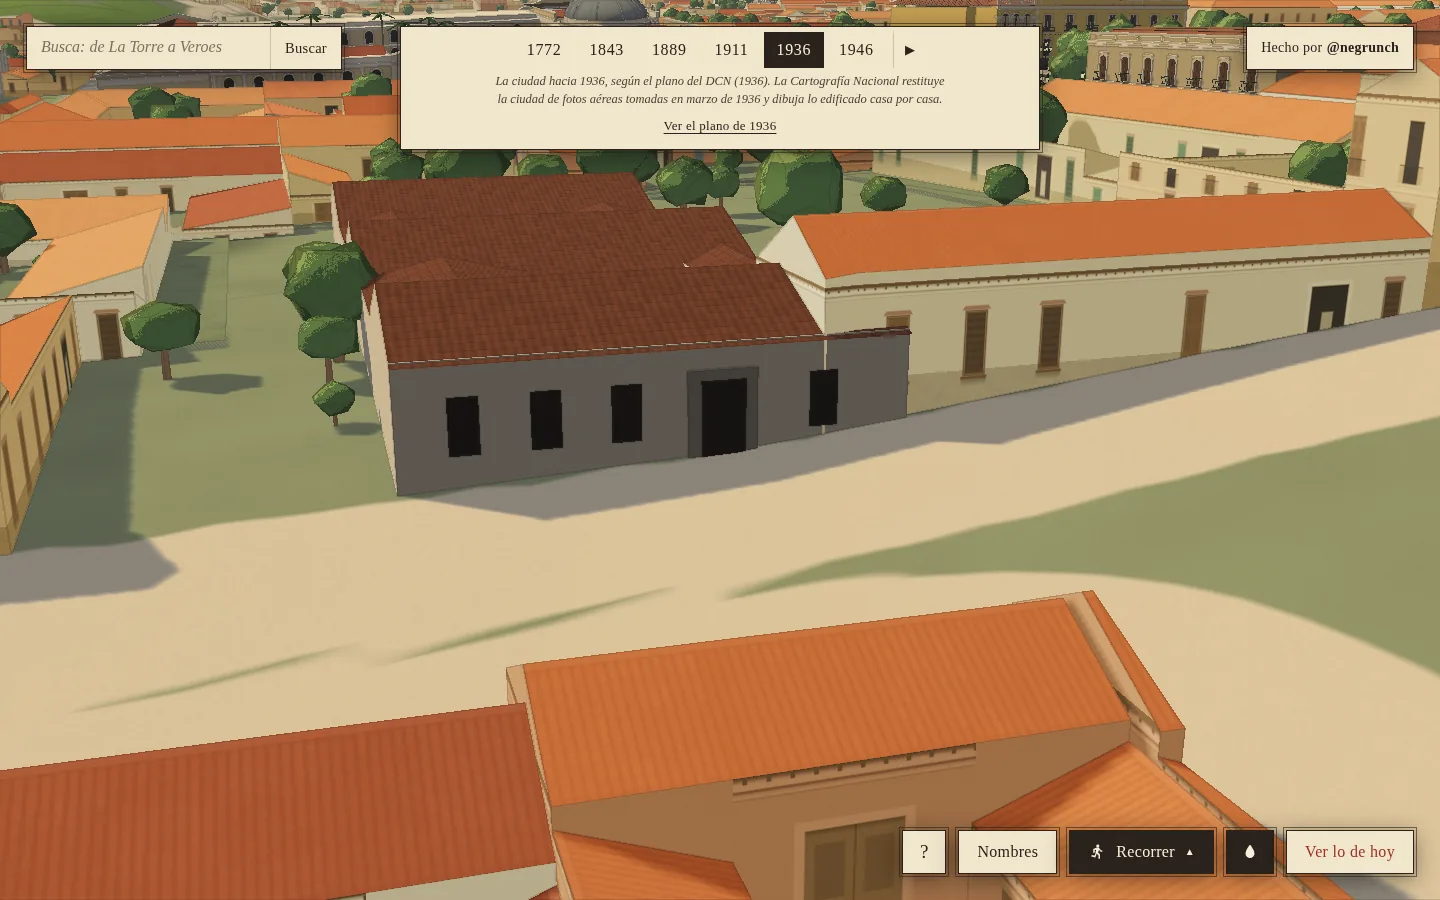 Busca: de La Torre a Veroes
Buscar
1772 1843 1889 1911 1936 1946 ▶
La ciudad hacia 1936, según el plano del DCN (1936). La Cartografía Nacional restituye
la ciudad de fotos aéreas tomadas en marzo de 1936 y dibuja lo edificado casa por casa.
Ver el plano de 1936
Hecho por @negrunch
?
Nombres
Recorrer ▲
Ver lo de hoy